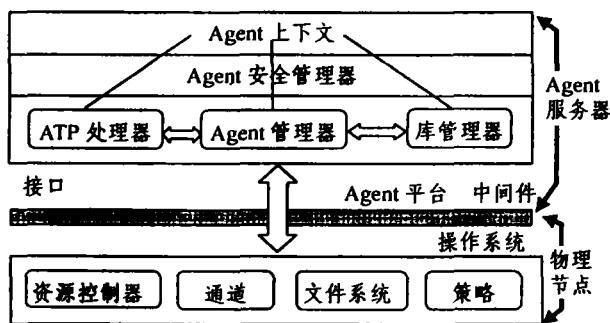 Agent 上下文
Agent 安全管理器
Agent
服务器
ATP 处理器
Agent 管理器
库管理器
接口
Agent 平台 中间件
操作系统
物理
节点
资源控制器
通道
文件系统
策略